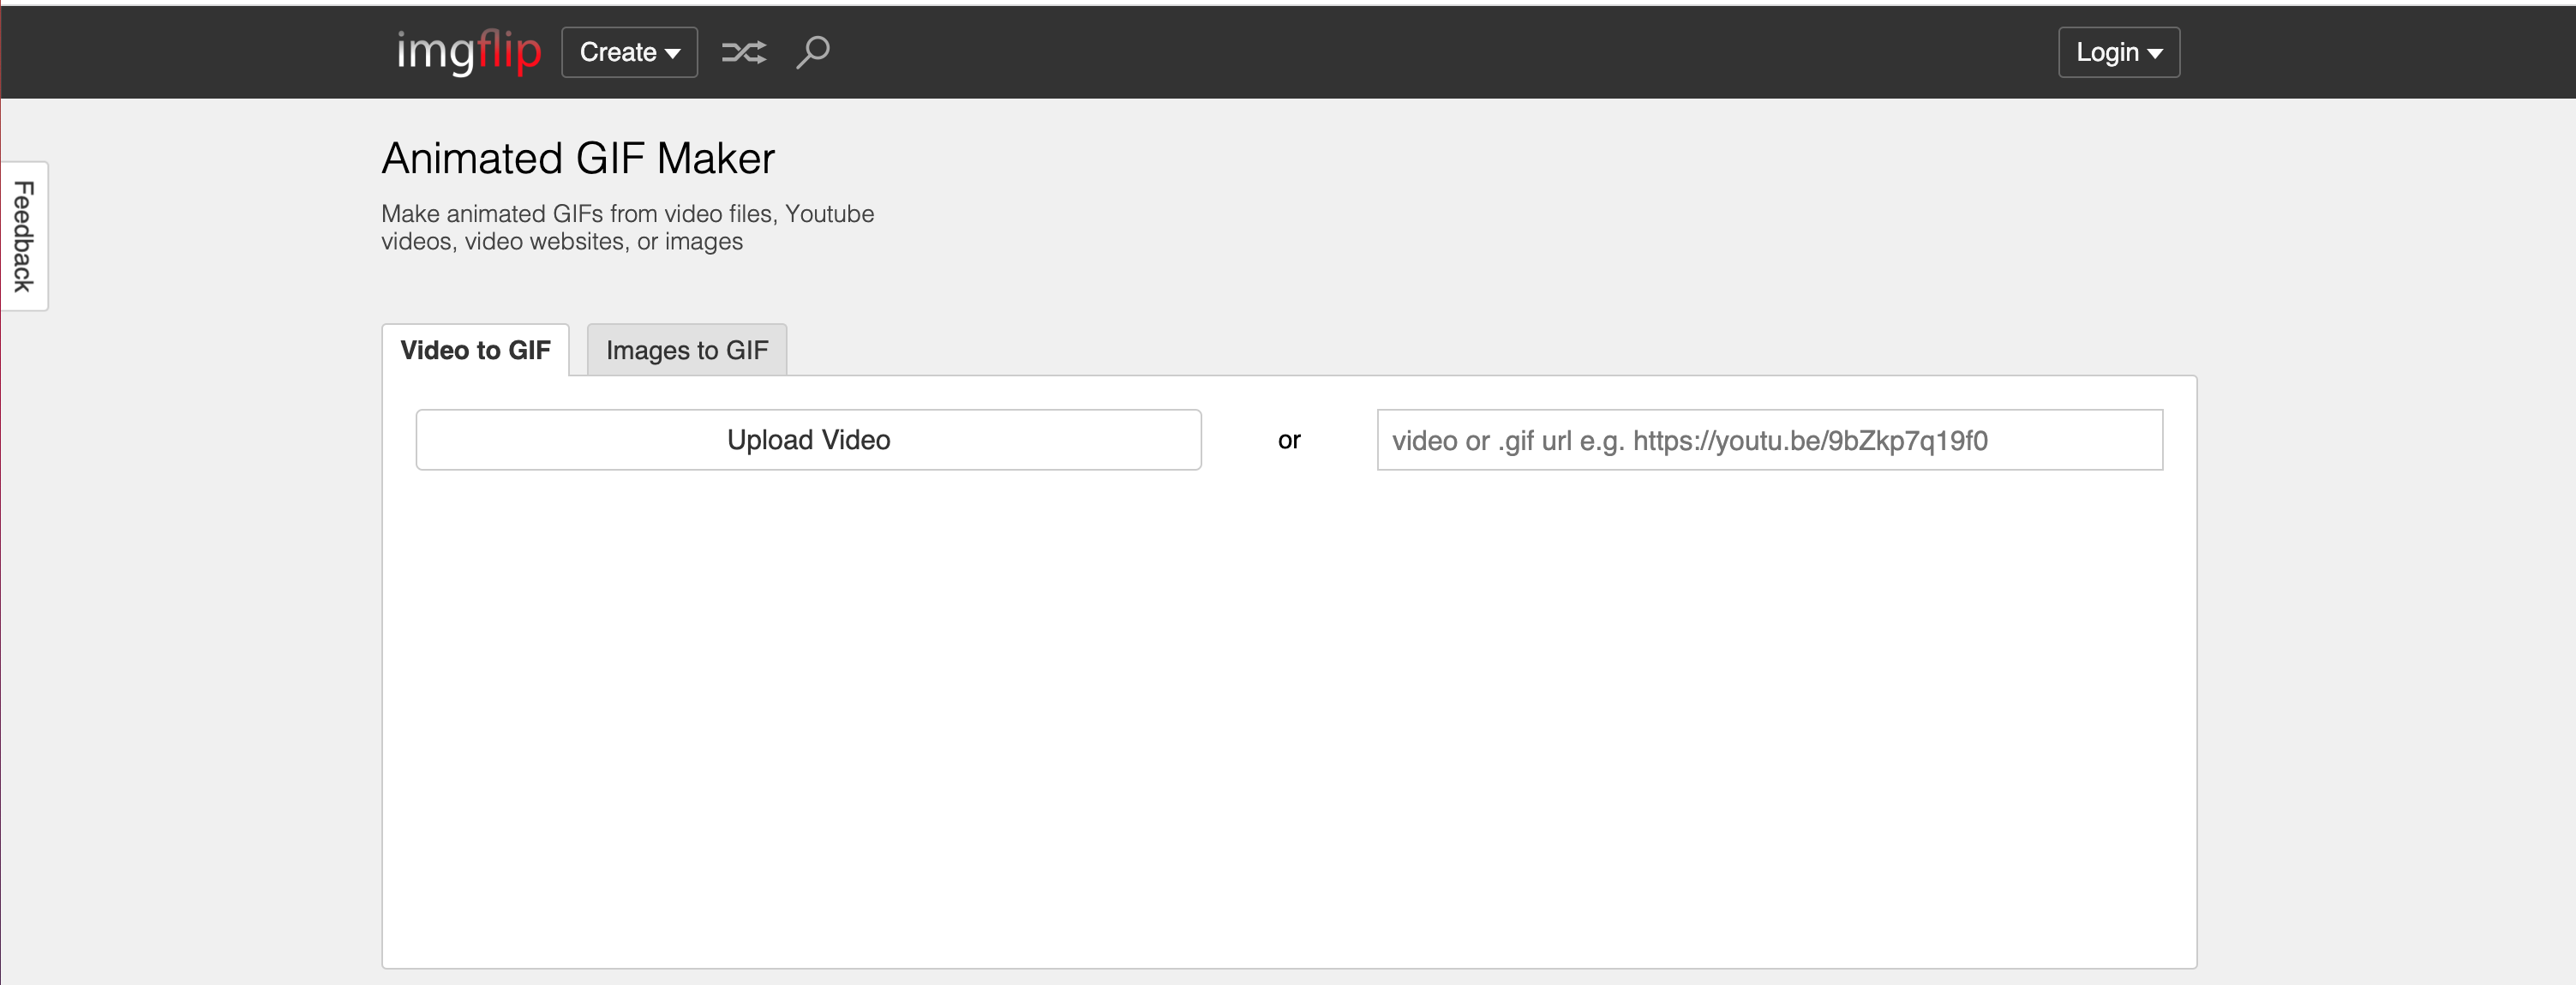 imgflip Create Login
Feedback
Animated GIF Maker
Make animated GIFs from video files, Youtube
videos, video websites, or images
Video to GIF Images to GIF
Upload Video or video or .gif url e.g. https://youtu.be/9bZkp7q19f0